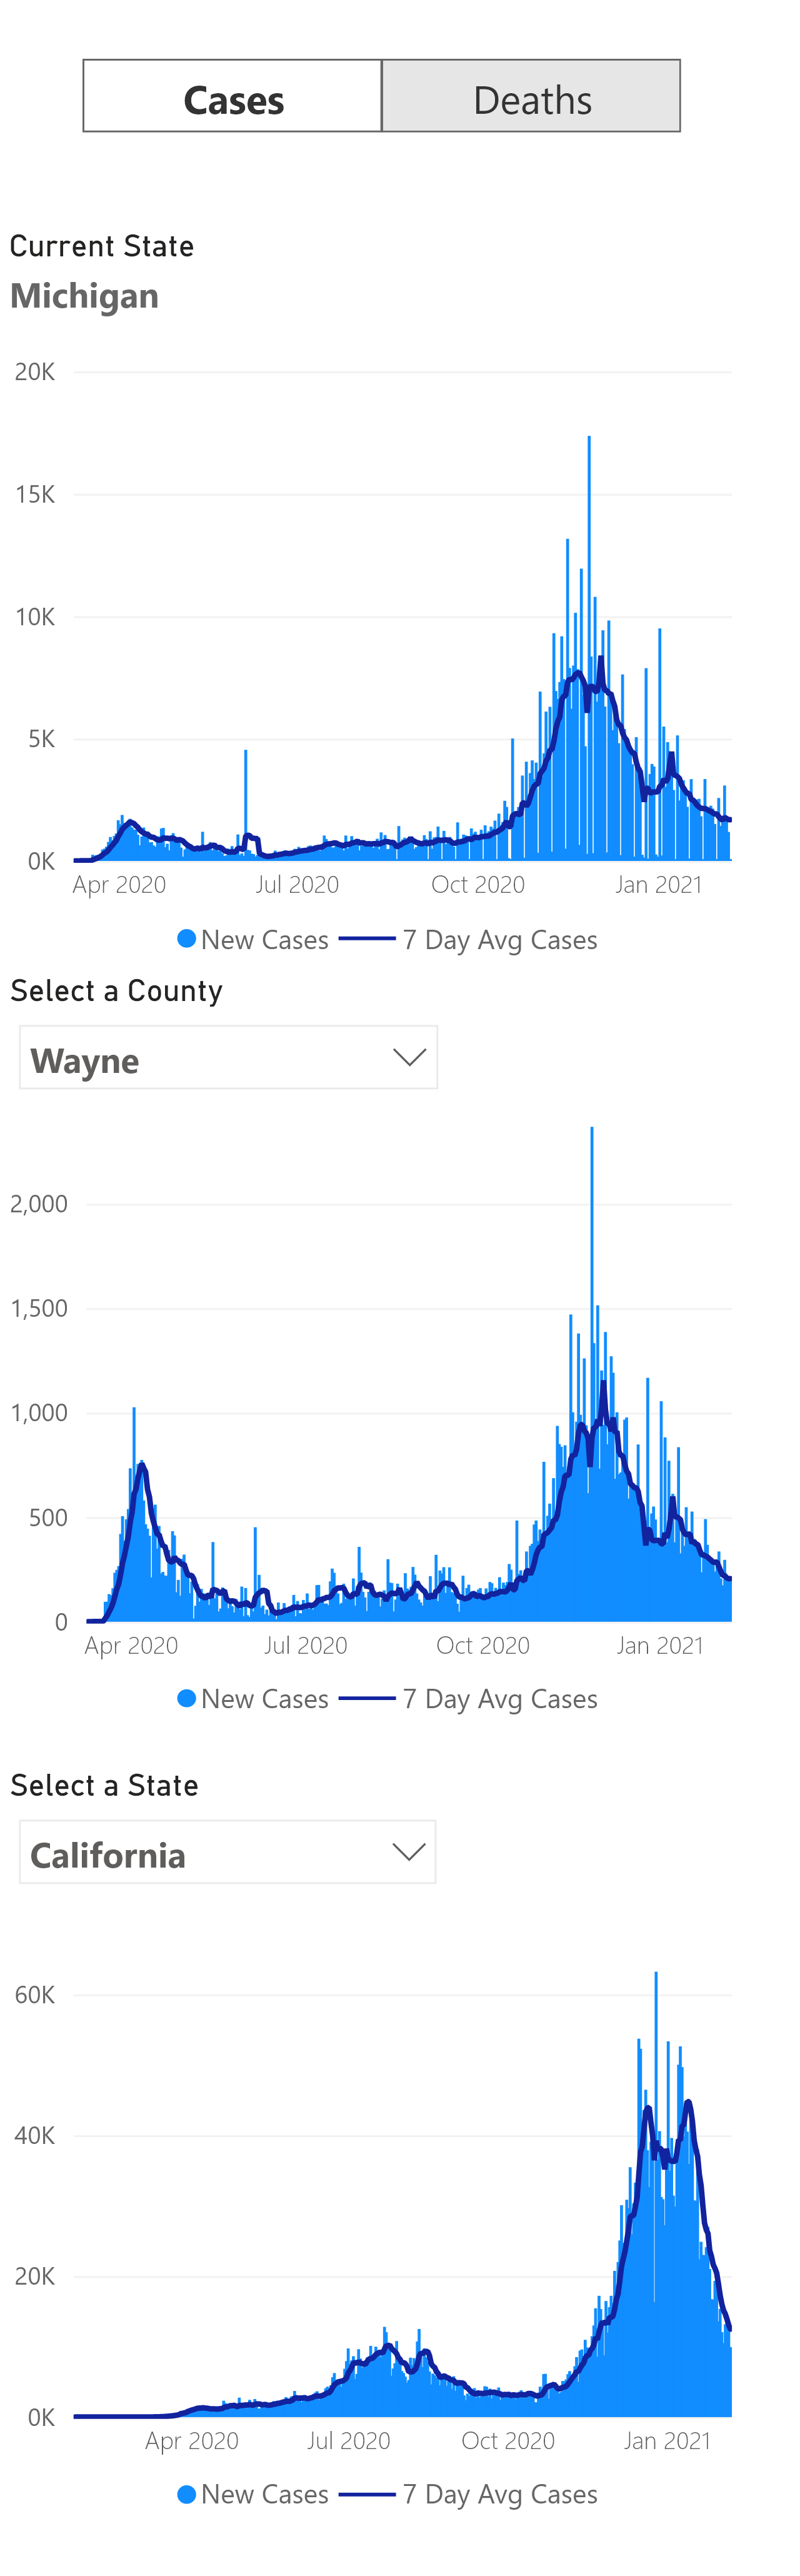 Cases Deaths
Current State
Michigan
20K
15K
10K
5K
0K
Apr 2020 Jul 2020 Oct 2020 Jan 2021
New Cases 7 Day Avg Cases
Select a County
Wayne
2,000
1,500
1,000
500
0
Apr 2020 Jul 2020 Oct 2020 Jan 2021
New Cases 7 Day Avg Cases
Select a State
California
60K
40K
20K
0K
Apr 2020 Jul 2020 Oct 2020 Jan 2021
New Cases 7 Day Avg Cases